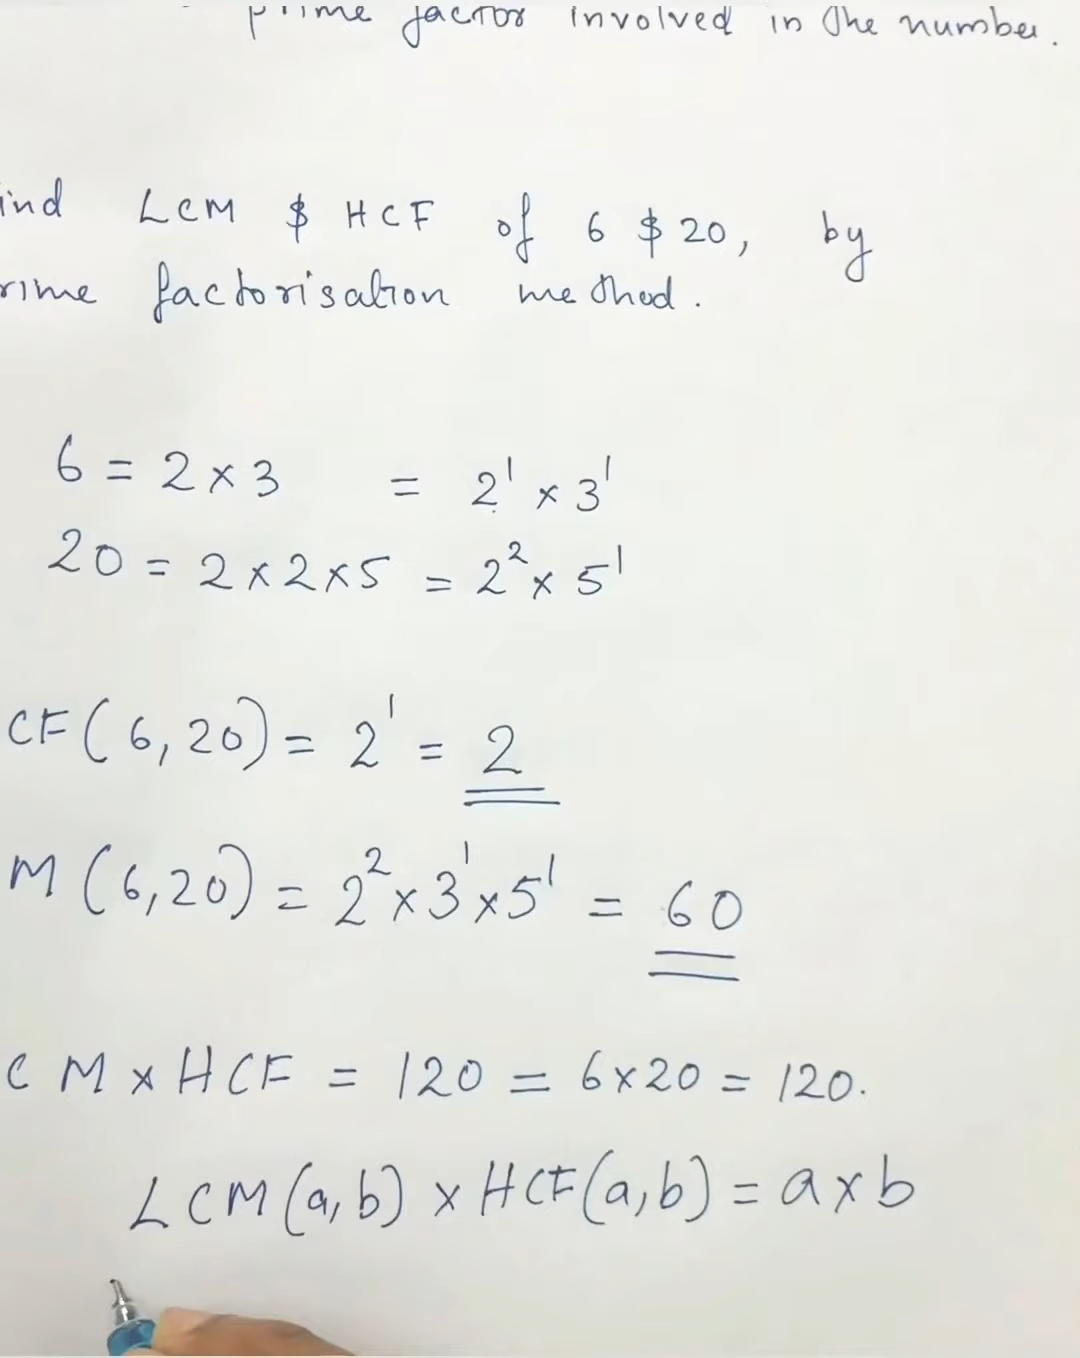 prime factor involved in the number.
ind LCM $ HCF of 6 $ 20, by
rime factorisation method.
6 = 2 × 3 = 2¹ × 3¹
20 = 2 × 2 × 5 = 2² × 5¹
CF(6,20) = 2¹ = 2
M(6,20) = 2² × 3¹ × 5¹ = 60
CM × HCF = 120 = 6×20 = 120.
LCM(a,b) × HCF(a,b) = a×b